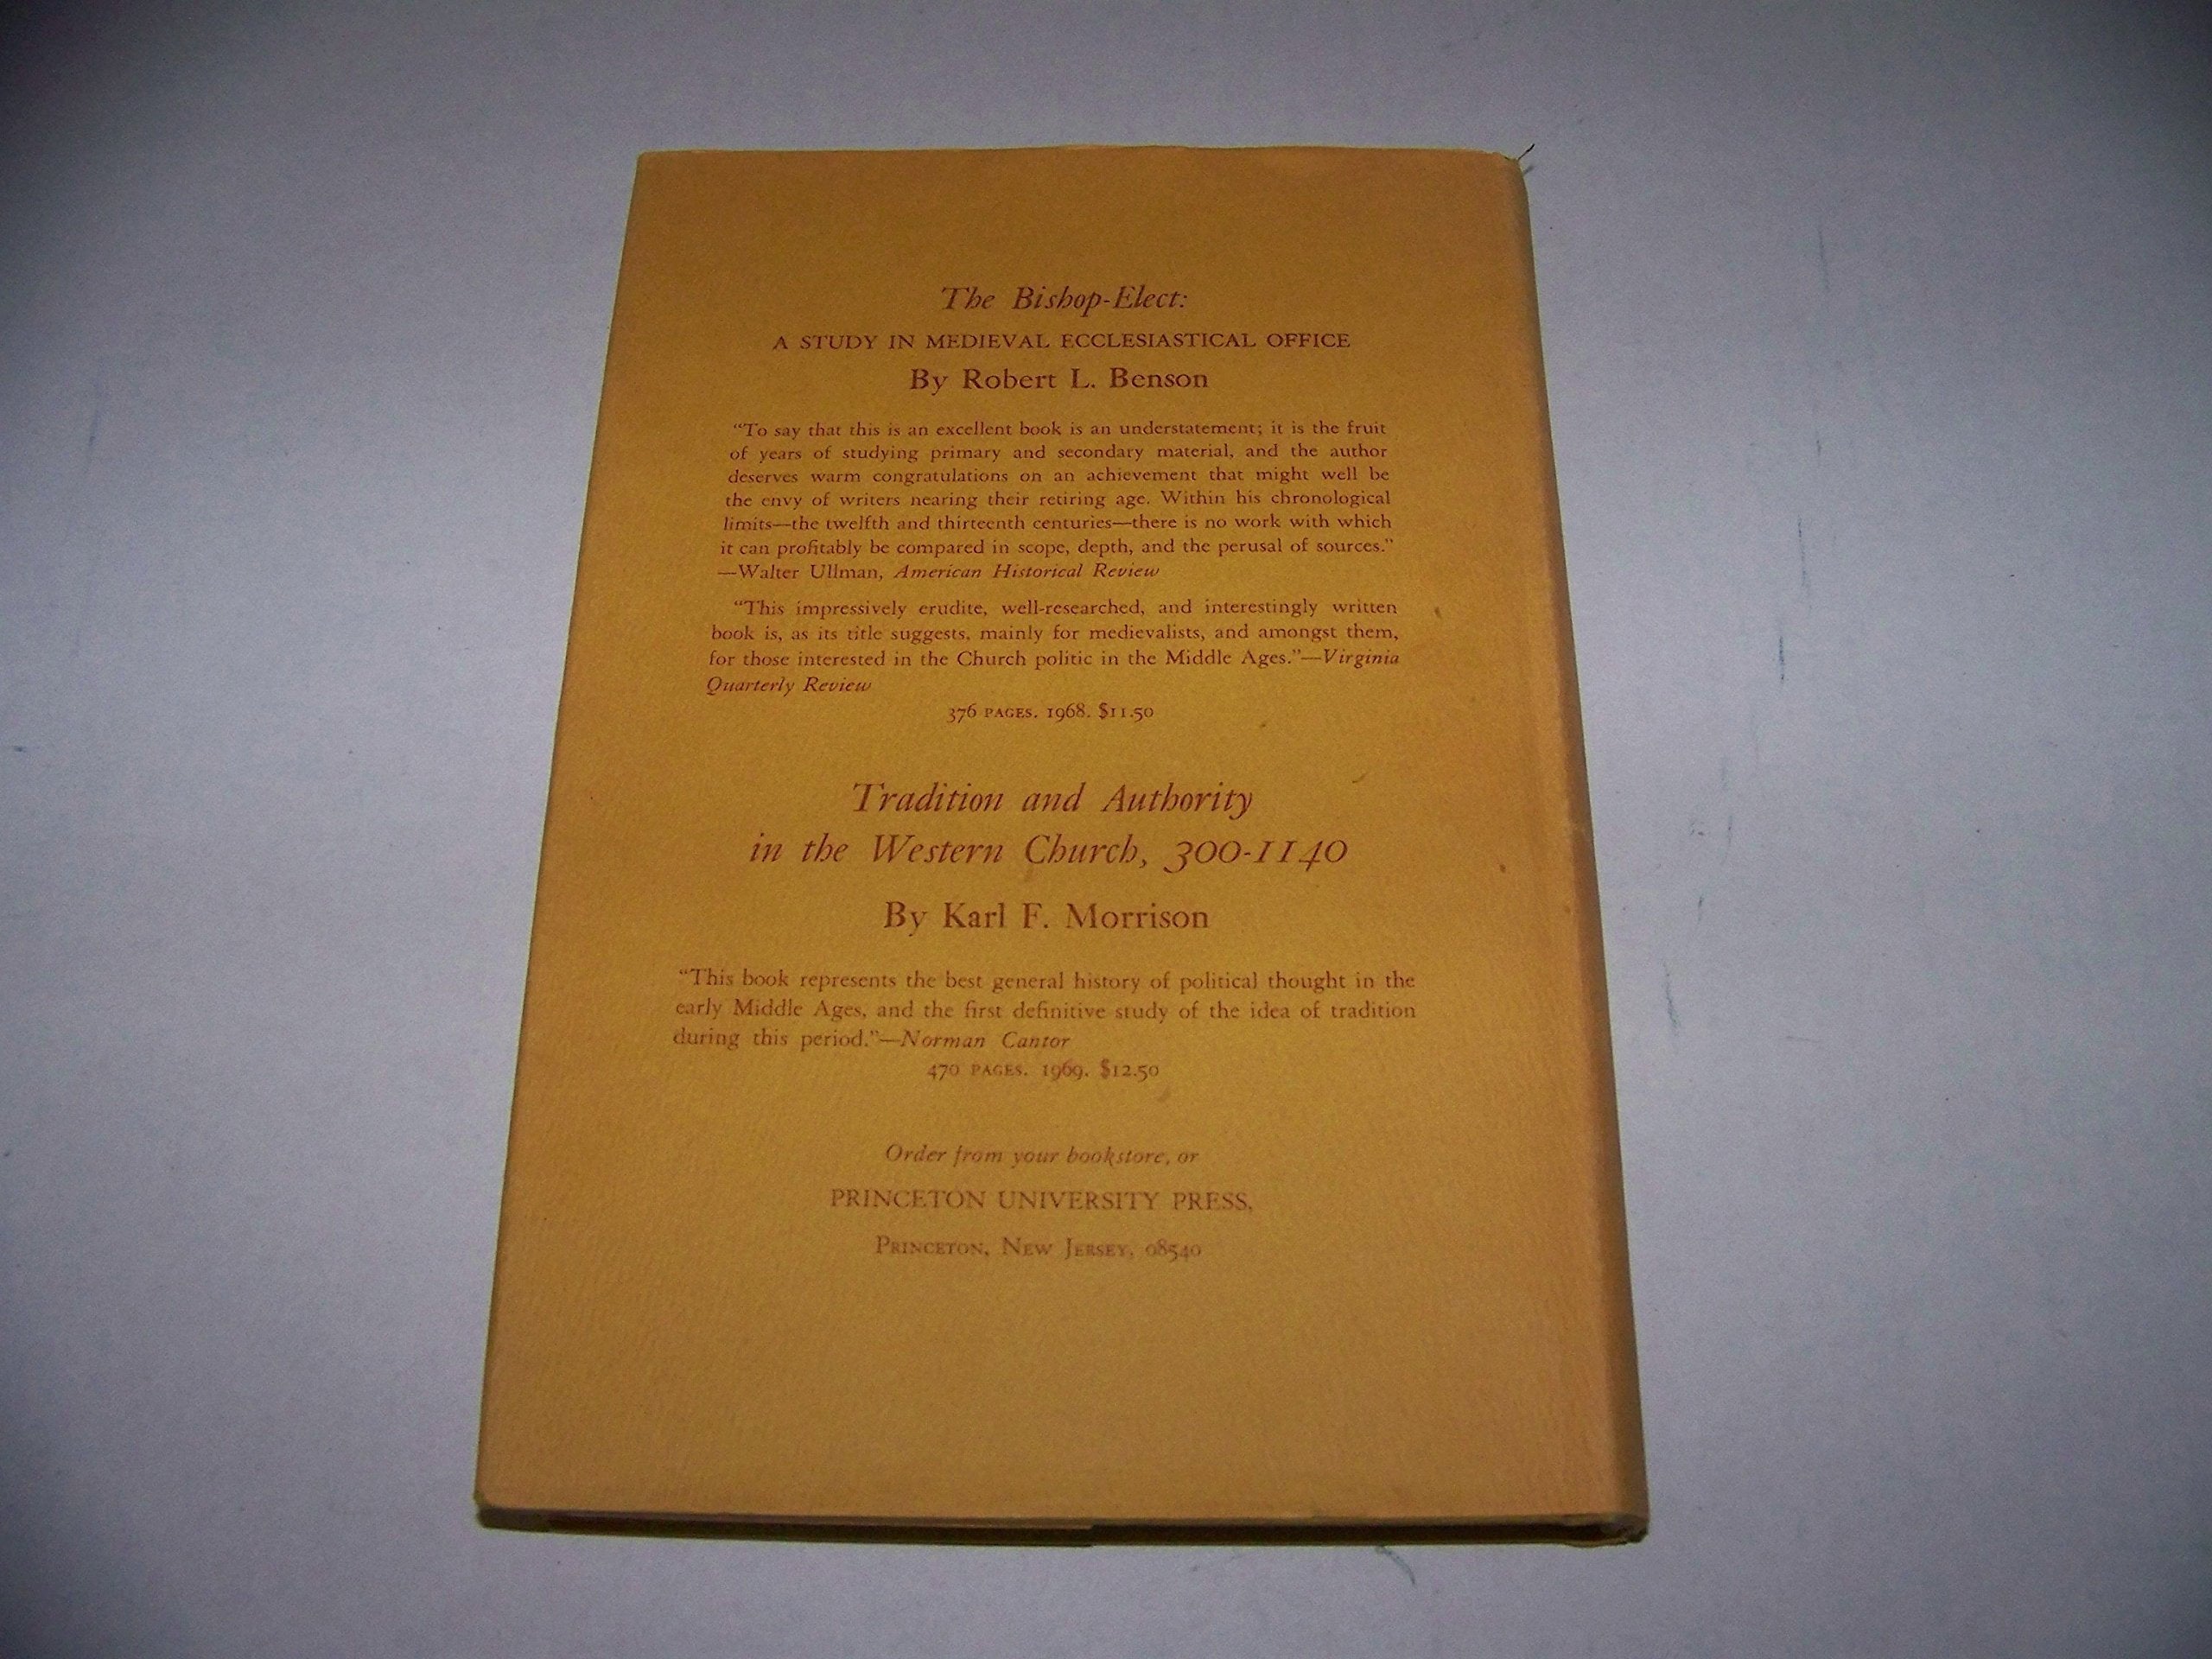 The Bishop-Elect:
A STUDY IN MEDIEVAL ECCLESIASTICAL OFFICE
By Robert L. Benson
“To say that this is an excellent book is an understatement; it is the fruit
of years of studying primary and secondary material, and the author
deserves warm congratulations on an achievement that might well be
the envy of writers nearing their retiring age. Within his chronological
limits—the twelfth and thirteenth centuries—there is no work with which
it can profitably be compared in scope, depth, and the perusal of sources.”
—Walter Ullman, American Historical Review
“This impressively erudite, well-researched, and interestingly written
book is, as its title suggests, mainly for medievalists, and amongst them,
for those interested in the Church politic in the Middle Ages.”—Virginia
Quarterly Review
376 PAGES. 1968. $11.50
Tradition and Authority
in the Western Church, 300-1140
By Karl F. Morrison
“This book represents the best general history of political thought in the
early Middle Ages, and the first definitive study of the idea of tradition
during this period.”—Norman Cantor
470 PAGES. 1969. $12.50
Order from your bookstore, or
PRINCETON UNIVERSITY PRESS,
PRINCETON, NEW JERSEY, 08540